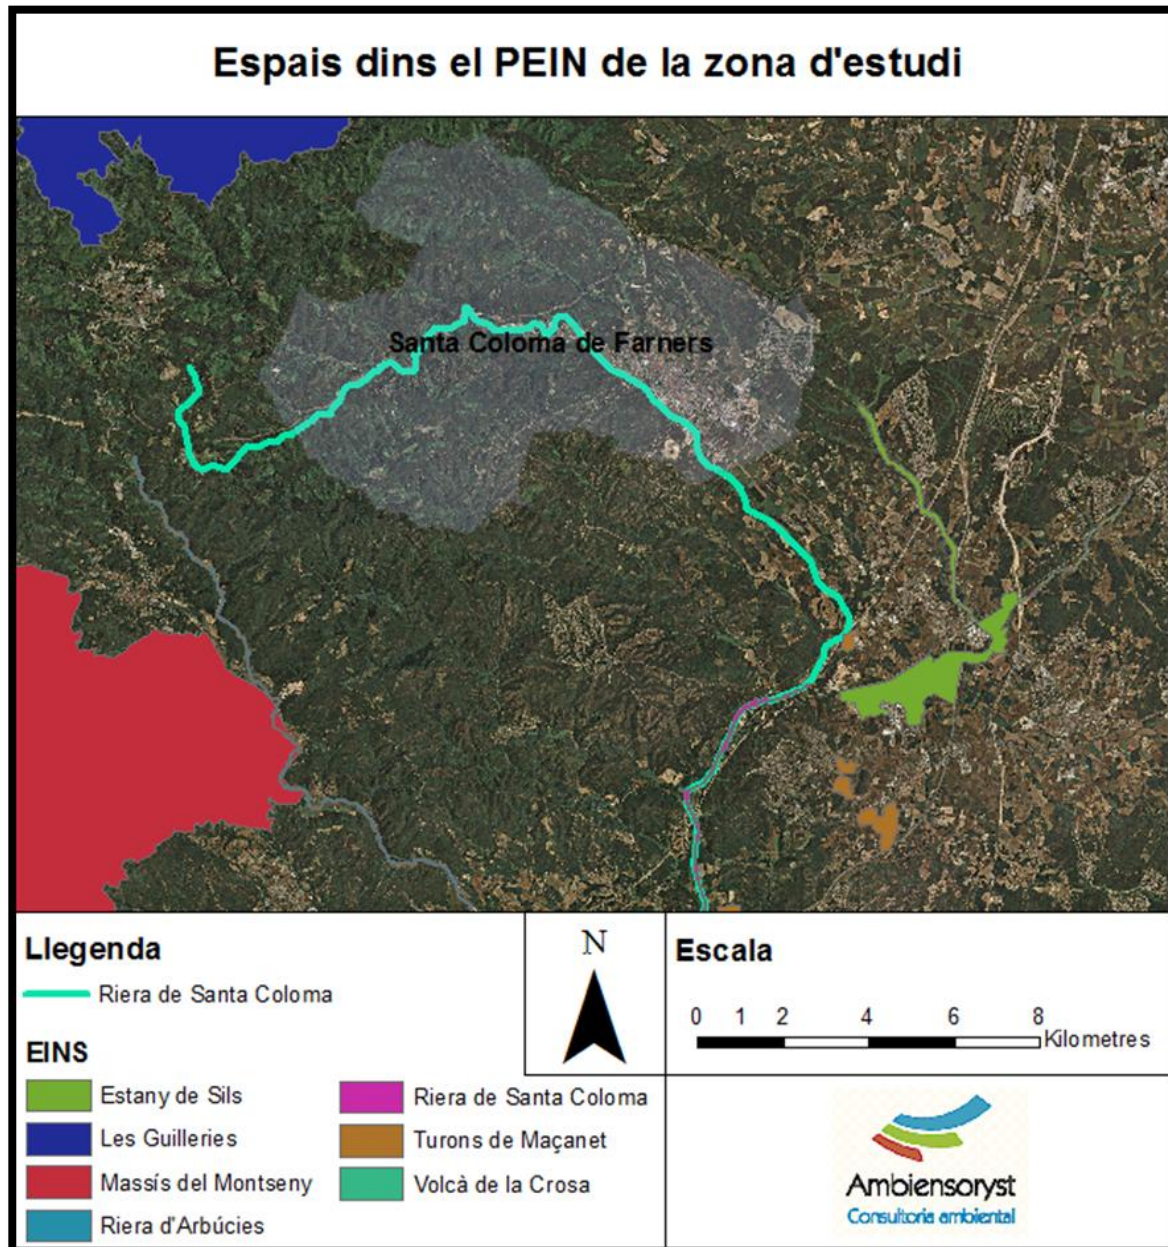 Espais dins el PEIN de la zona d'estudi
Santa Coloma de Farners
Llegenda
Riera de Santa Coloma
EINS
Estany de Sils
Les Guilleries
Massís del Montseny
Riera d'Arbúcies
Riera de Santa Coloma
Turons de Maçanet
Volcà de la Crosa
N
Escala
0 1 2 4 6 8
Kilometres
Ambiensoryst
Consultoria ambiental